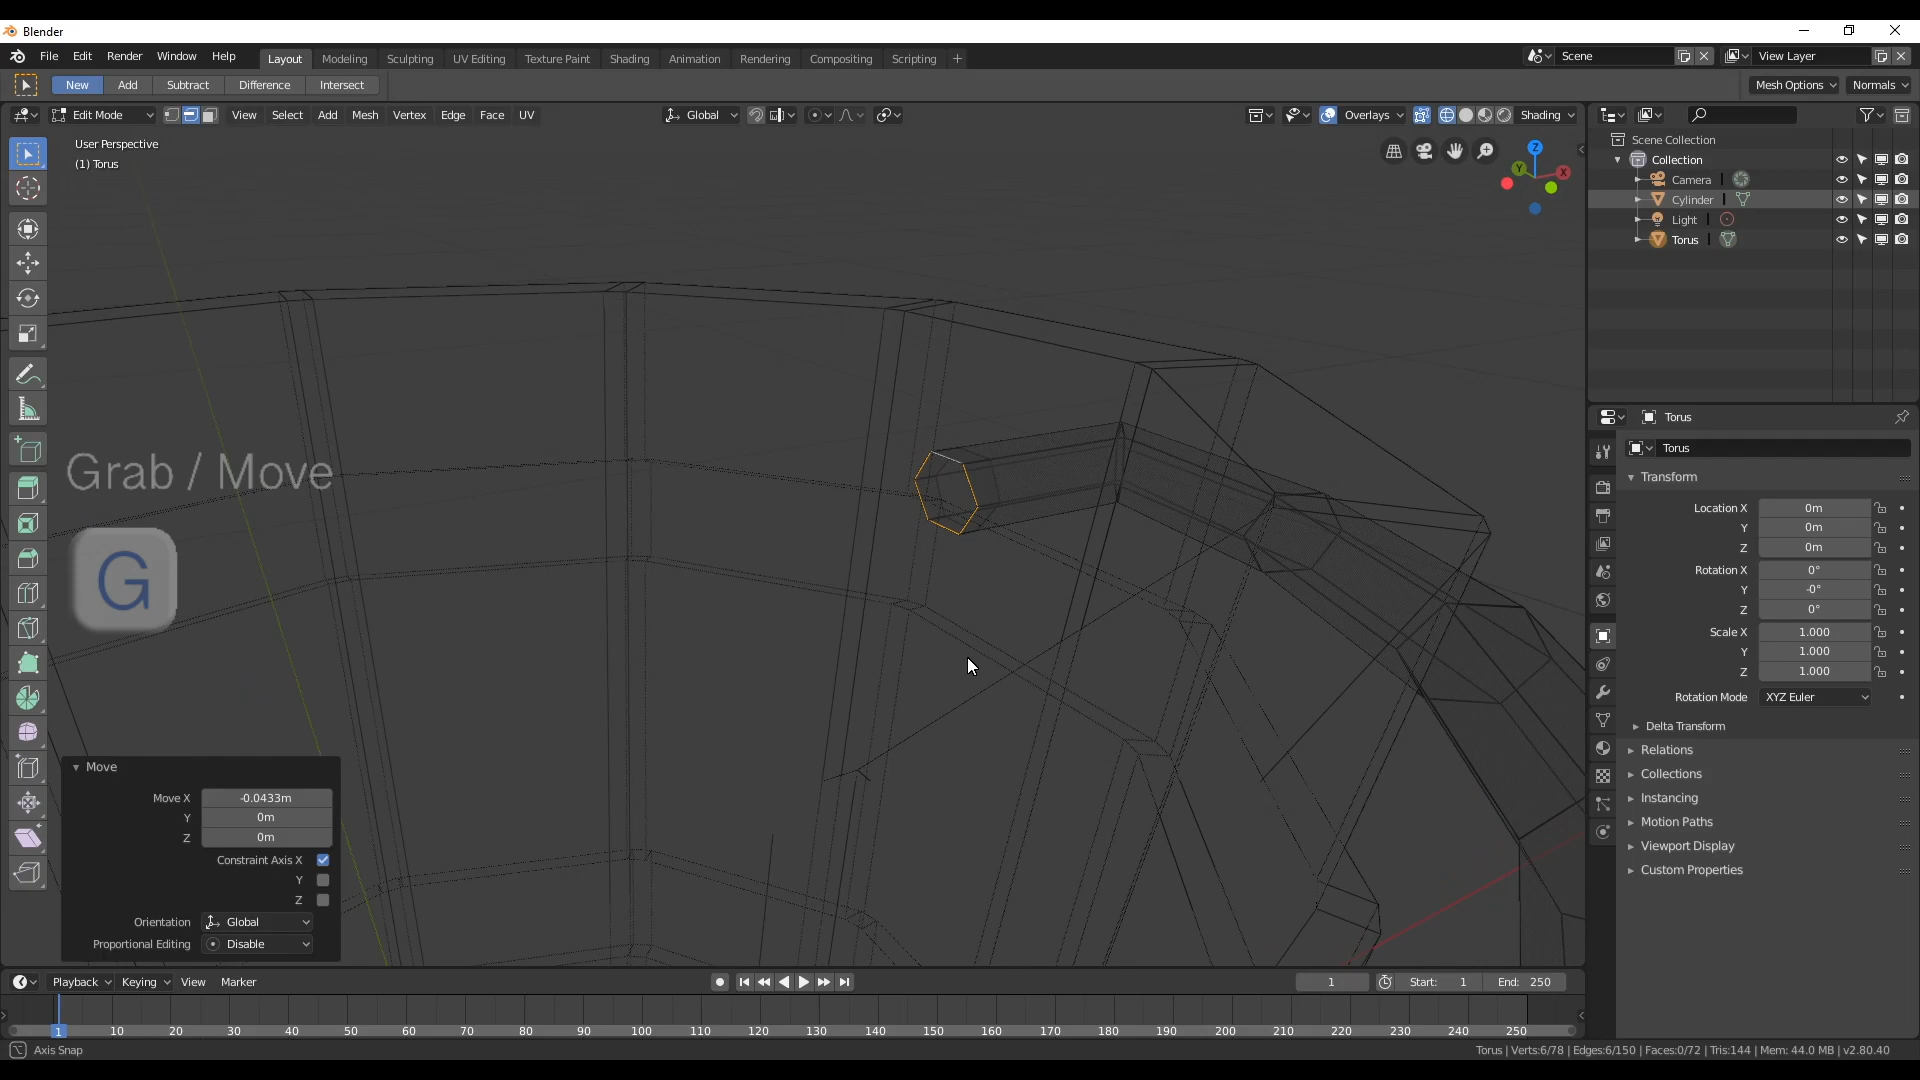 Blender
File Edit Render Window Help Layout Modeling Sculpting UV Editing Texture Paint Shading Animation Rendering Compositing Scripting + Scene View Layer
New Add Subtract Difference Intersect Mesh Options Normals
Edit Mode View Select Add Mesh Vertex Edge Face UV Global Overlays Shading
User Perspective
(1) Torus
Z
Y
X
Scene Collection
Collection
Camera
Cylinder
Light
Torus
Torus
Torus
Transform
Location X 0m
Y 0m
Z 0m
Rotation X 0°
Y -0°
Z 0°
Scale X 1.000
Y 1.000
Z 1.000
Rotation Mode XYZ Euler
Delta Transform
Relations
Collections
Instancing
Motion Paths
Viewport Display
Custom Properties
Grab / Move
G
Move
Move X -0.0433m
Y 0m
Z 0m
Constraint Axis X
Y
Z
Orientation Global
Proportional Editing Disable
Playback Keying View Marker 1 Start: 1 End: 250
1 10 20 30 40 50 60 70 80 90 100 110 120 130 140 150 160 170 180 190 200 210 220 230 240 250
Axis Snap Torus | Verts:6/78 | Edges:6/150 | Faces:0/72 | Tris:144 | Mem: 44.0 MB | v2.80.40